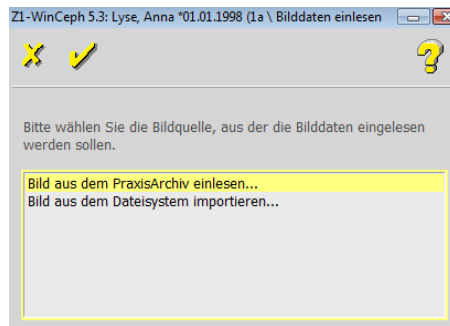 Z1-WinCeph 5.3: Lyse, Anna *01.01.1998 (1a \ Bilddaten einlesen
Bitte wählen Sie die Bildquelle, aus der die Bilddaten eingelesen
werden sollen.
Bild aus dem PraxisArchiv einlesen...
Bild aus dem Dateisystem importieren...